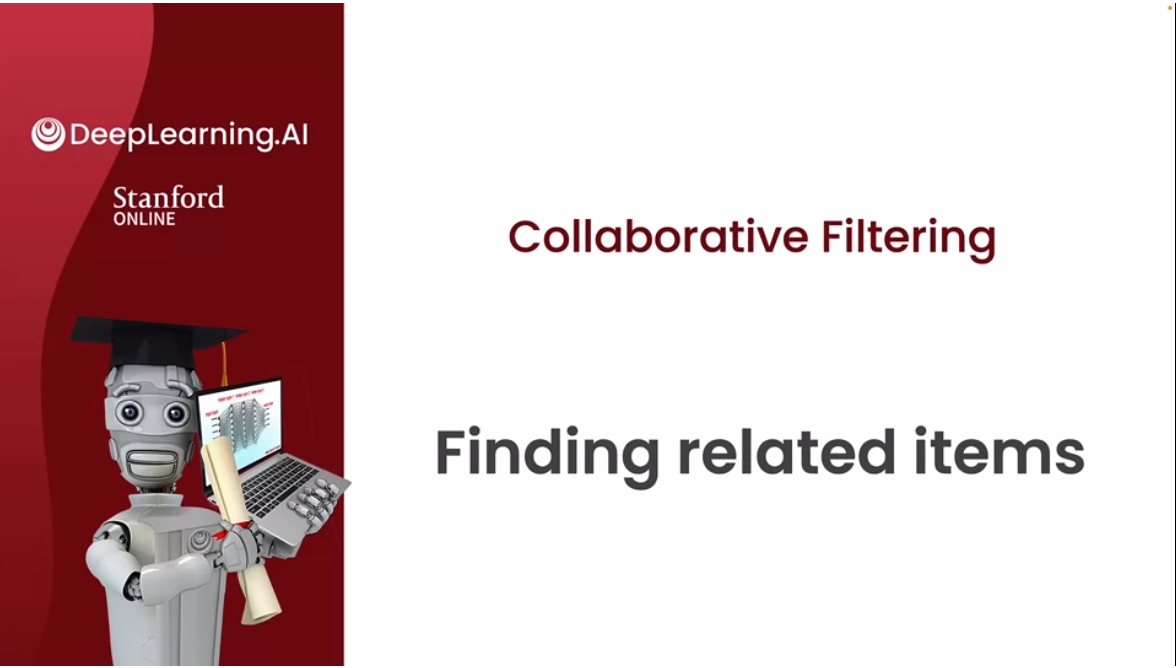 DeepLearning.AI
Stanford
ONLINE
Collaborative Filtering
Finding related items